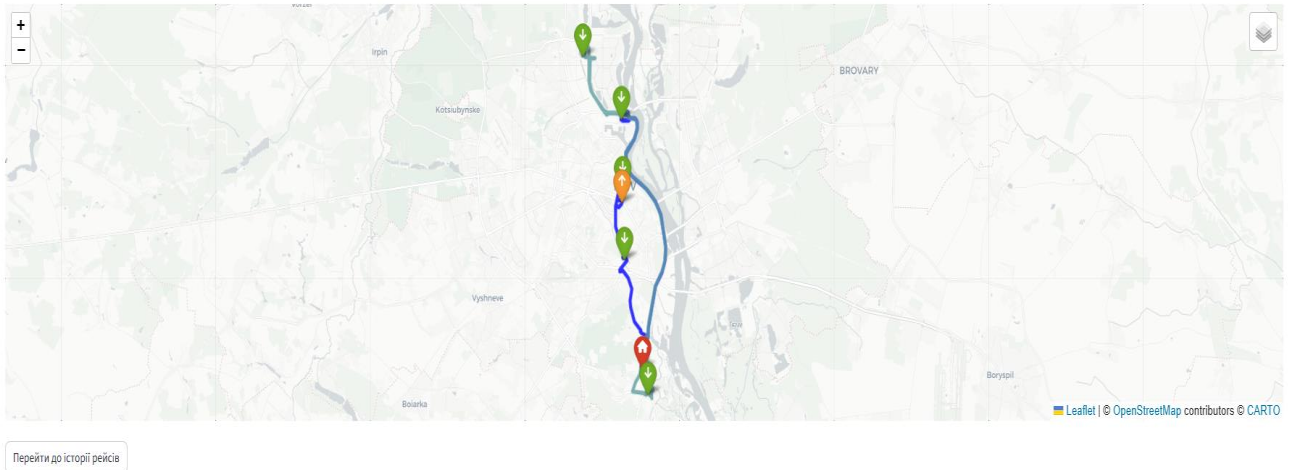 +
−
Irpin
BROVARY
Kotsiubynske
Vyshneve
Boryspil
Boiarka
Leaflet | © OpenStreetMap contributors © CARTO
Перейти до історії рейсів